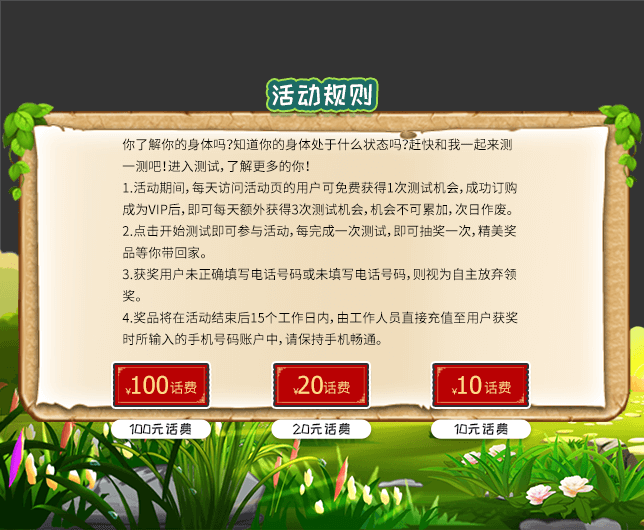 活动规则
你了解你的身体吗?知道你的身体处于什么状态吗?赶快和我一起来测
一测吧!进入测试,了解更多的你!
1.活动期间,每天访问活动页的用户可免费获得1次测试机会,成功订购
成为VIP后,即可每天额外获得3次测试机会,机会不可累加,次日作废。
2.点击开始测试即可参与活动,每完成一次测试,即可抽奖一次,精美奖
品等你带回家。
3.获奖用户未正确填写电话号码或未填写电话号码,则视为自主放弃领
奖。
4.奖品将在活动结束后15个工作日内,由工作人员直接充值至用户获奖
时所输入的手机号码账户中,请保持手机畅通。
¥100话费 ¥20话费 ¥10话费
100元话费 20元话费 10元话费